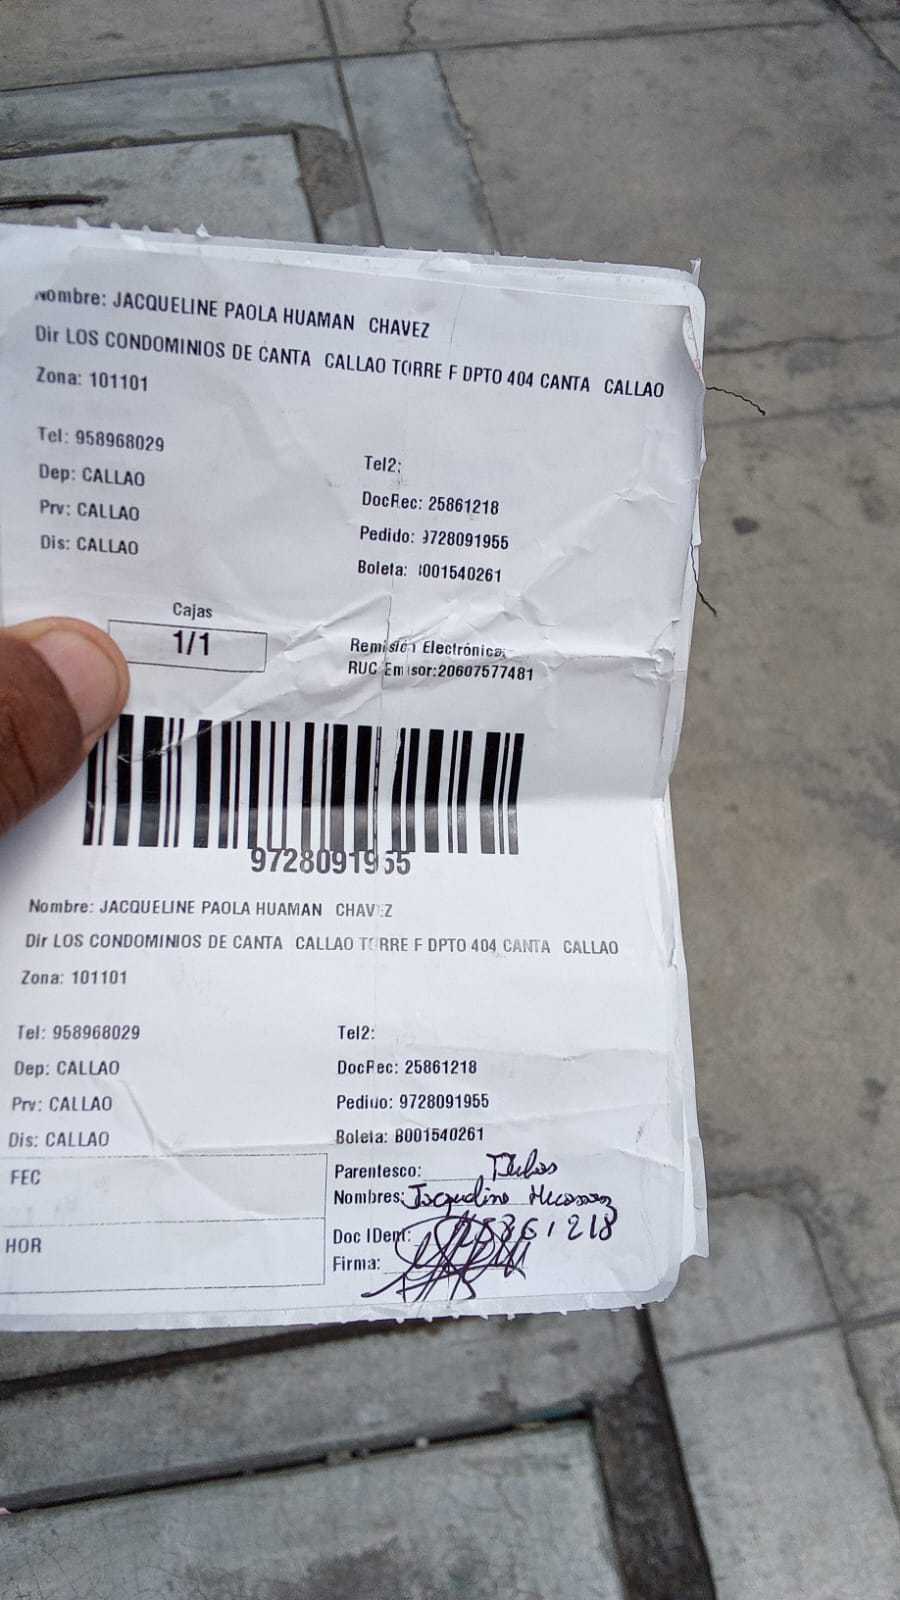 Nombre: JACQUELINE PAOLA HUAMAN CHAVEZ
Dir LOS CONDOMINIOS DE CANTA CALLAO TORRE F DPTO 404 CANTA CALLAO
Zona: 101101
Tel: 958968029
Tel2:
Dep: CALLAO
DocRec: 25861218
Prv: CALLAO
Pedido: 9728091955
Dis: CALLAO
Boleta: B001540261
Cajas
1/1
Remisión Electrónica:
RUC Emisor:20607577481
9728091955
Nombre: JACQUELINE PAOLA HUAMAN CHAVEZ
Dir LOS CONDOMINIOS DE CANTA CALLAO TORRE F DPTO 404 CANTA CALLAO
Zona: 101101
Tel: 958968029
Tel2:
Dep: CALLAO
DocRec: 25861218
Prv: CALLAO
Pedido: 9728091955
Dis: CALLAO
Boleta: B001540261
FEC
Parentesco:
Nombres: Jacqueline
HOR
Doc IDent: 25861218
Firma: